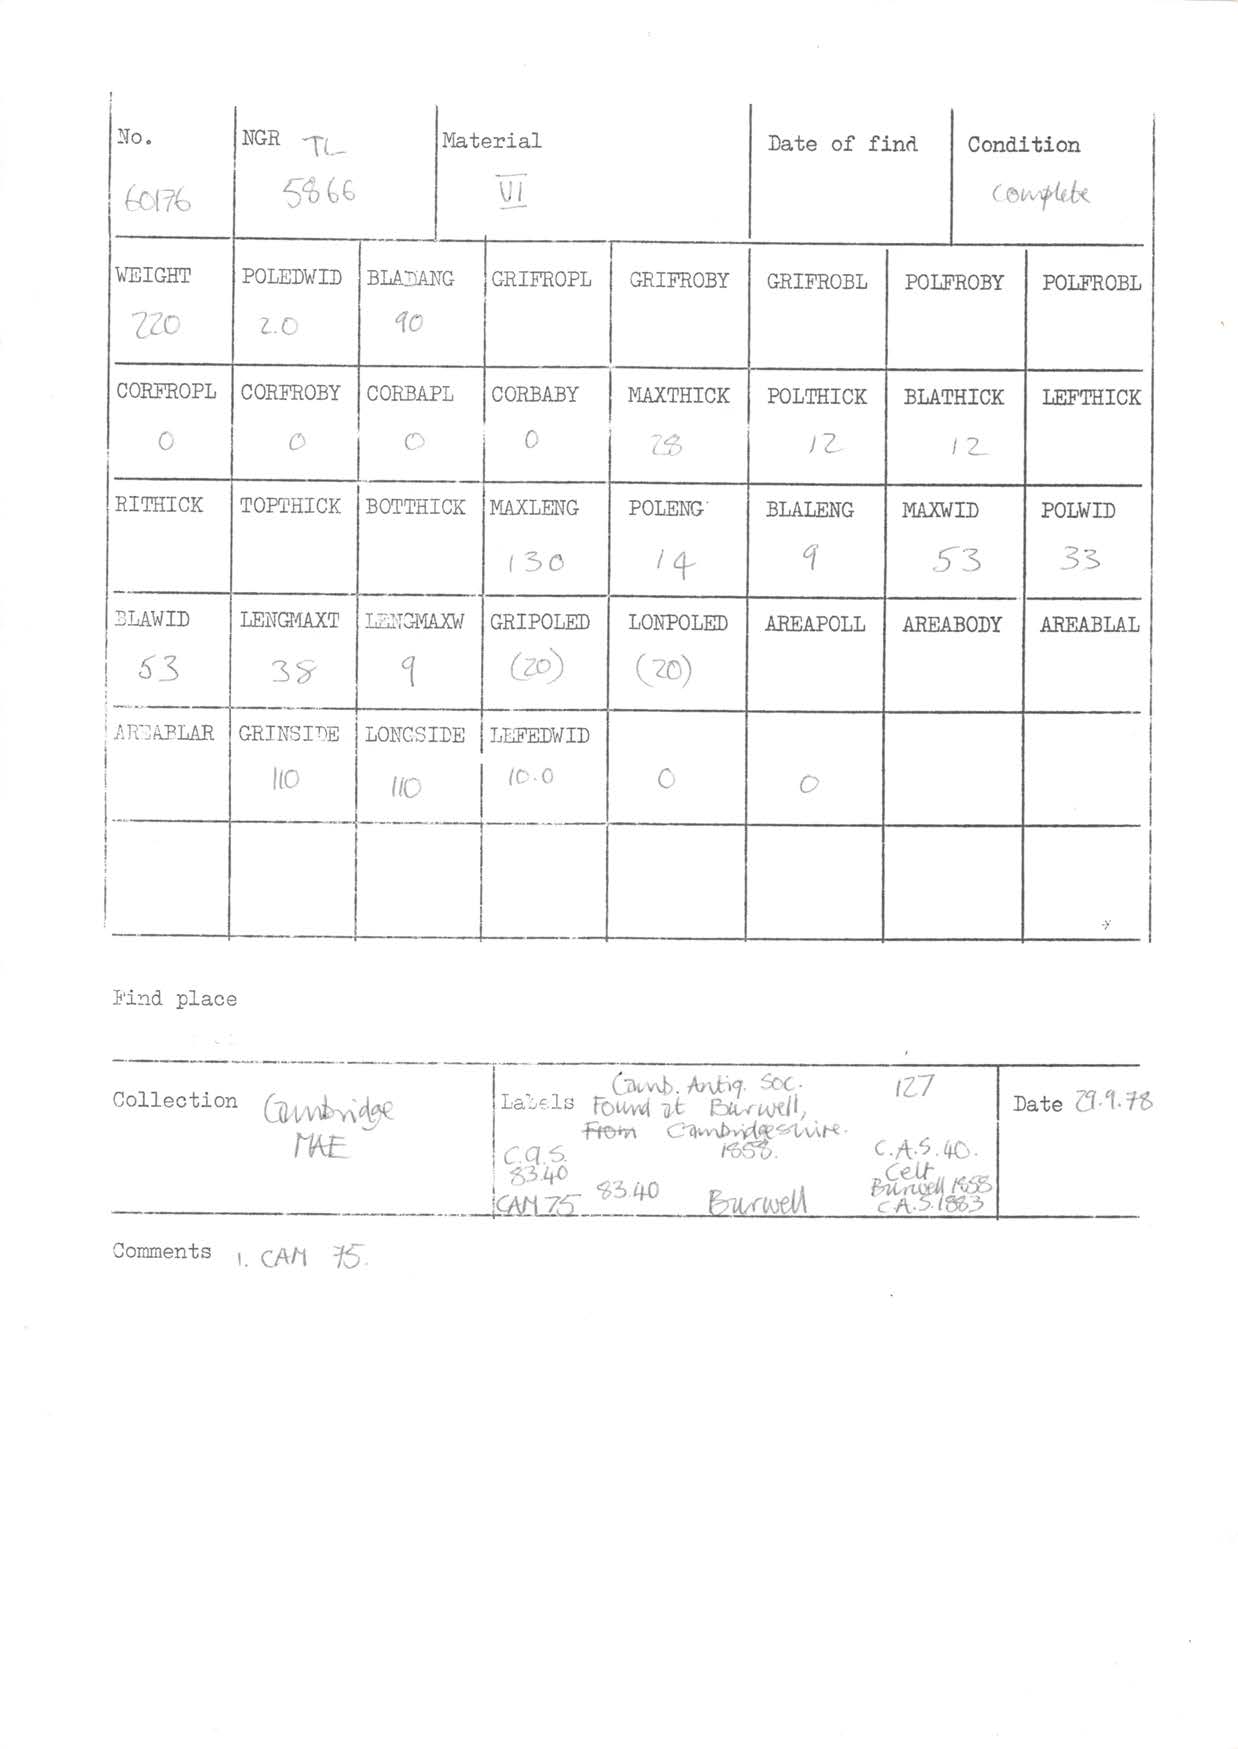 No. NGR TL Material Date of find Condition
60176 5866 VI complete
WEIGHT POLEDWID BLADANG GRIFROPL GRIFROBY GRIFROBL POLFROBY POLFROBL
220 2.0 90
CORFROPL CORFROBY CORBAPL CORBABY MAXTHICK POLTHICK BLATHICK LEFTHICK
0 0 0 0 28 12 12
RITHICK TOPTHICK BOTTHICK MAXLENG POLENG BLALENG MAXWID POLWID
130 14 9 53 33
BLAWID LENGMAXT LENGMAXW GRIPOLED LONPOLED AREAPOLL AREABODY AREABLAL
53 38 9 (20) (20)
AREABLAR GRINSIDE LONGSIDE LEFEDWID
110 110 10.0 0 0
Find place
Collection Cambridge
MAE
Labels Camb. Antiq. Soc. 127
Found at Burwell,
From Cambridgeshire.
1858.
C.A.S.
83.40
CAM 75 83.40 Burwell
C.A.S. 40.
Celt
Burwell 1858
C.A.S. 1883
Date 29.9.78
Comments 1. CAM 75.